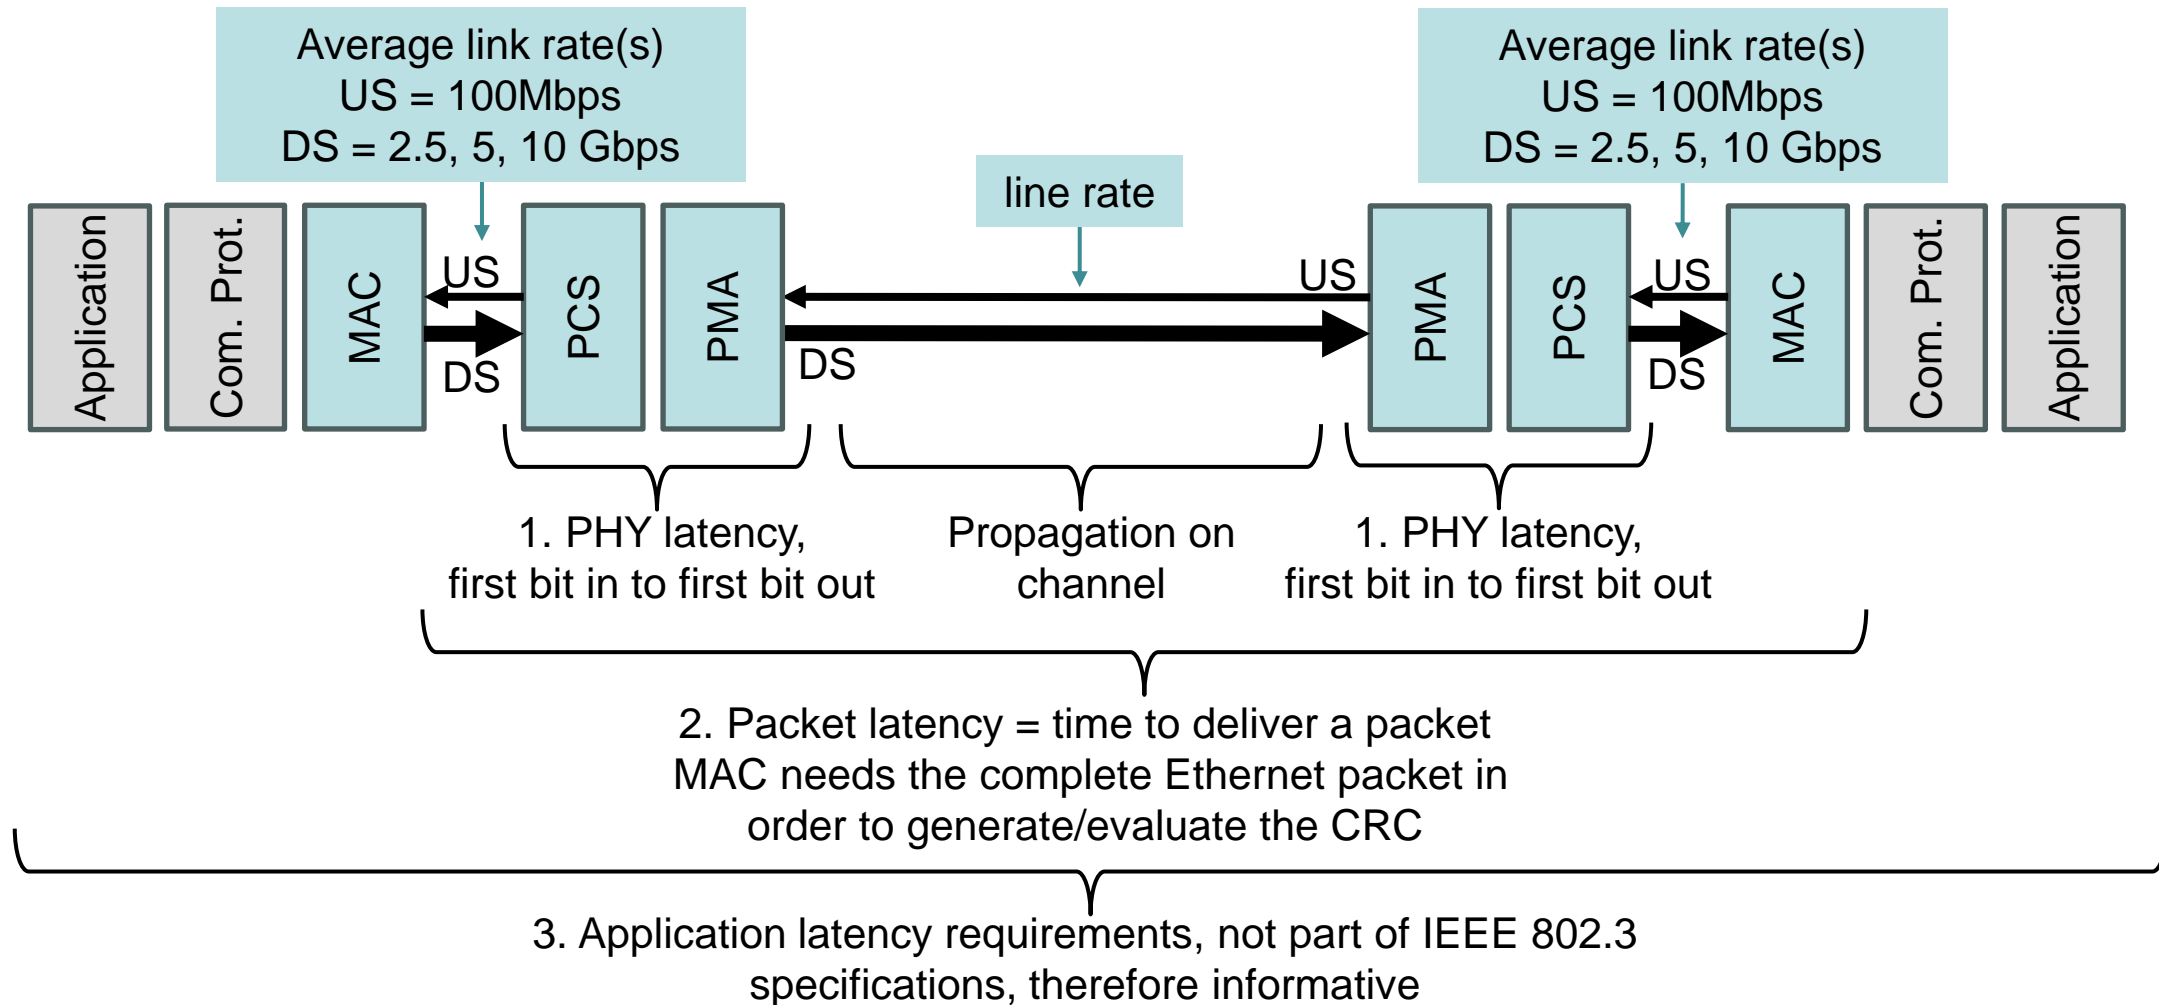 Average link rate(s)
US = 100Mbps
DS = 2.5, 5, 10 Gbps
Average link rate(s)
US = 100Mbps
DS = 2.5, 5, 10 Gbps
line rate
Application
Com. Prot.
MAC
US
DS
PCS
PMA
DS
US
PMA
PCS
US
DS
MAC
Com. Prot.
Application
1. PHY latency,
first bit in to first bit out
Propagation on
channel
1. PHY latency,
first bit in to first bit out
2. Packet latency = time to deliver a packet
MAC needs the complete Ethernet packet in
order to generate/evaluate the CRC
3. Application latency requirements, not part of IEEE 802.3
specifications, therefore informative